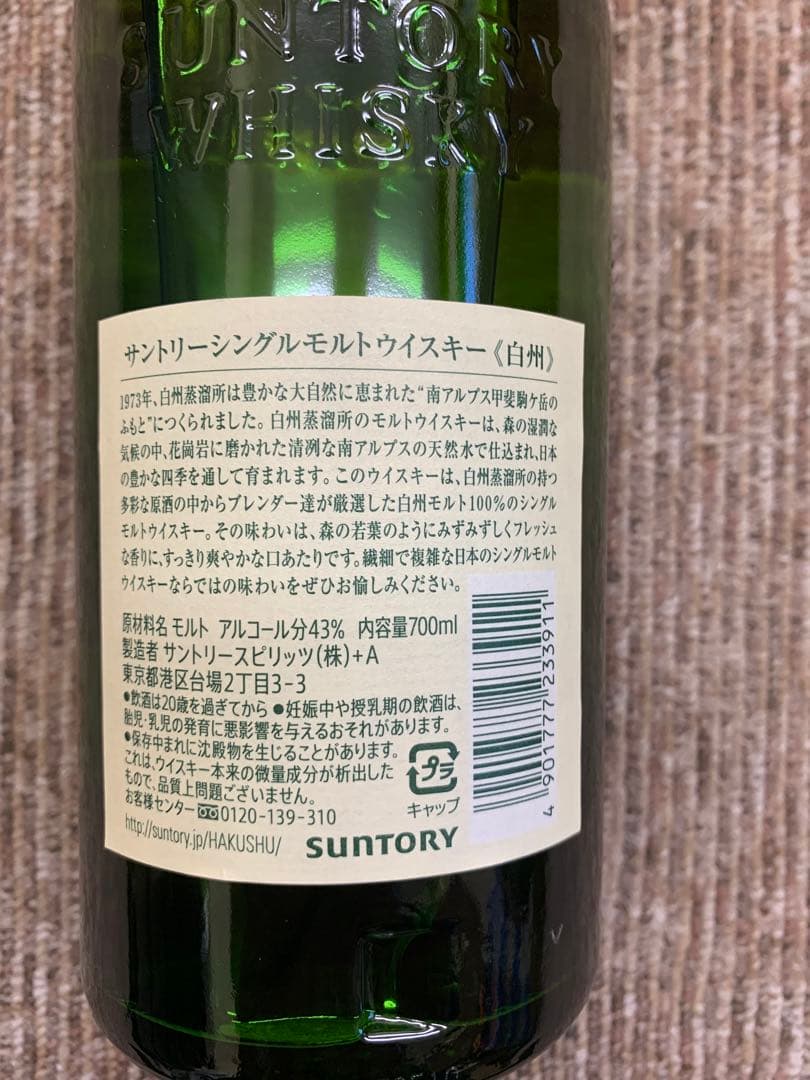 SUNTORY
WHISKY
サントリーシングルモルトウイスキー《白州》
1973年、白州蒸溜所は豊かな大自然に恵まれた“南アルプス甲斐駒ケ岳の
ふもと”につくられました。白州蒸溜所のモルトウイスキーは、森の湿潤な
気候の中、花崗岩に磨かれた清冽な南アルプスの天然水で仕込まれ、日本
の豊かな四季を通して育まれます。このウイスキーは、白州蒸溜所の持つ
多彩な原酒の中からブレンダー達が厳選した白州モルト100%のシングル
モルトウイスキー。その味わいは、森の若葉のようにみずみずしくフレッシュ
な香りに、すっきり爽やかな口あたりです。繊細で複雑な日本のシングルモルト
ウイスキーならではの味わいをぜひお愉しみください。
原材料名 モルト アルコール分43% 内容量700ml
製造者 サントリースピリッツ(株)+A
東京都港区台場2丁目3-3
●飲酒は20歳を過ぎてから ●妊娠中や授乳期の飲酒は、
胎児・乳児の発育に悪影響を与えるおそれがあります。
●保存中まれに沈殿物を生じることがあります。
これは、ウイスキー本来の微量成分が析出した
もので、品質上問題ございません。
お客様センター 0120-139-310
http://suntory.jp/HAKUSHU/
SUNTORY
プラ
キャップ
4 901777 233911